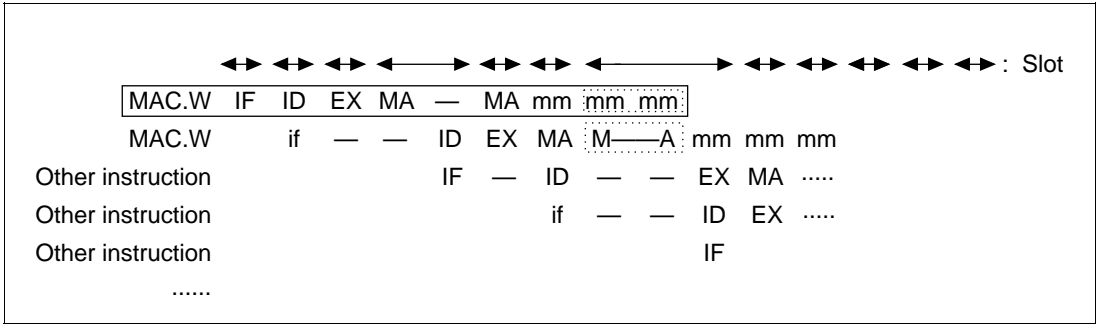 : Slot
MAC.W IF ID EX MA — MA mm mm mm
MAC.W if — — ID EX MA M——A mm mm mm
Other instruction IF — ID — — EX MA .....
Other instruction if — — ID EX .....
Other instruction IF
......